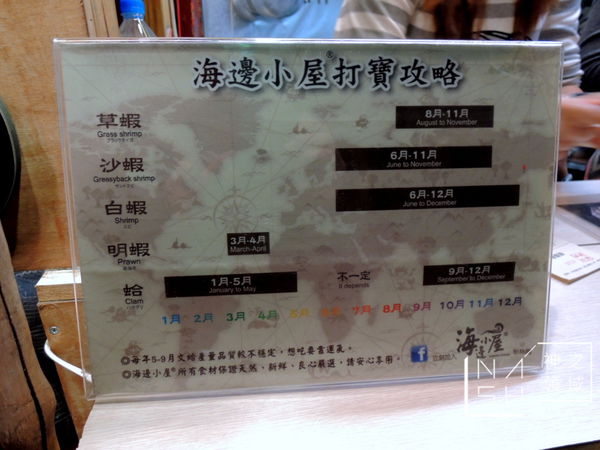 海邊小屋®打寶攻略
草蝦
Grass shrimp
8月-11月
August to November
沙蝦
Greasyback shrimp
6月-11月
June to November
白蝦
Shrimp
6月-12月
June to December
明蝦
Prawn
3月-4月
March-April
蛤
Clam
1月-5月
January to May
不一定
It depends
9月-12月
September to December
1月 2月 3月 4月 5月 6月 7月 8月 9月 10月 11月 12月
◎每年5-9月文蛤產量品質較不穩定,想吃要靠運氣。
◎海邊小屋®所有食材保證天然、新鮮、良心嚴選,請安心享用。
f
海邊小屋®